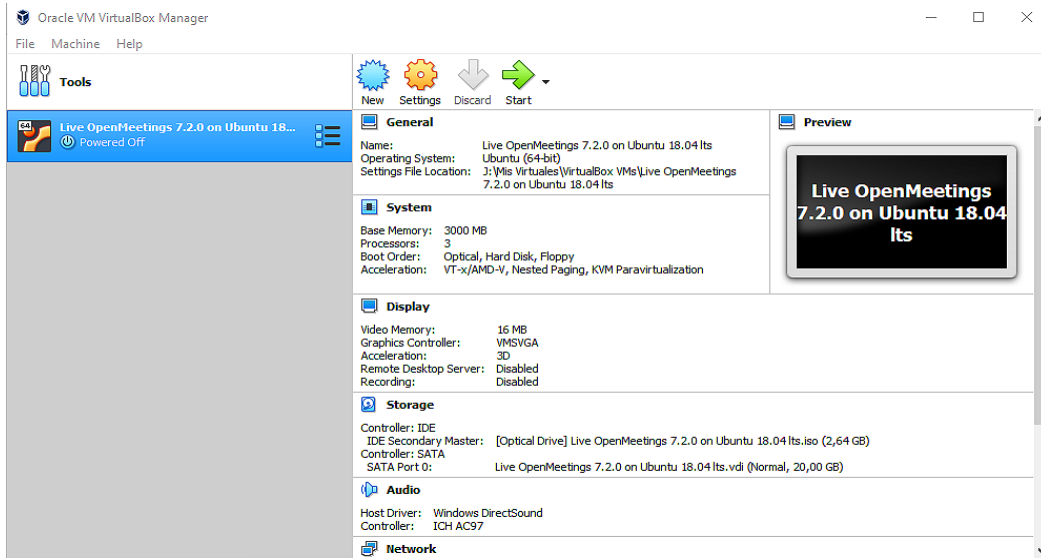 Oracle VM VirtualBox Manager
File Machine Help
Tools
New Settings Discard Start
64
Live OpenMeetings 7.2.0 on Ubuntu 18...
Powered Off
General
Name: Live OpenMeetings 7.2.0 on Ubuntu 18.04 lts
Operating System: Ubuntu (64-bit)
Settings File Location: J:\Mis Virtuales\VirtualBox VMs\Live OpenMeetings
7.2.0 on Ubuntu 18.04 lts
Preview
Live OpenMeetings
7.2.0 on Ubuntu 18.04
lts
System
Base Memory: 3000 MB
Processors: 3
Boot Order: Optical, Hard Disk, Floppy
Acceleration: VT-x/AMD-V, Nested Paging, KVM Paravirtualization
Display
Video Memory: 16 MB
Graphics Controller: VMSVGA
Acceleration: 3D
Remote Desktop Server: Disabled
Recording: Disabled
Storage
Controller: IDE
IDE Secondary Master: [Optical Drive] Live OpenMeetings 7.2.0 on Ubuntu 18.04 lts.iso (2,64 GB)
Controller: SATA
SATA Port 0: Live OpenMeetings 7.2.0 on Ubuntu 18.04 lts.vdi (Normal, 20,00 GB)
Audio
Host Driver: Windows DirectSound
Controller: ICH AC97
Network